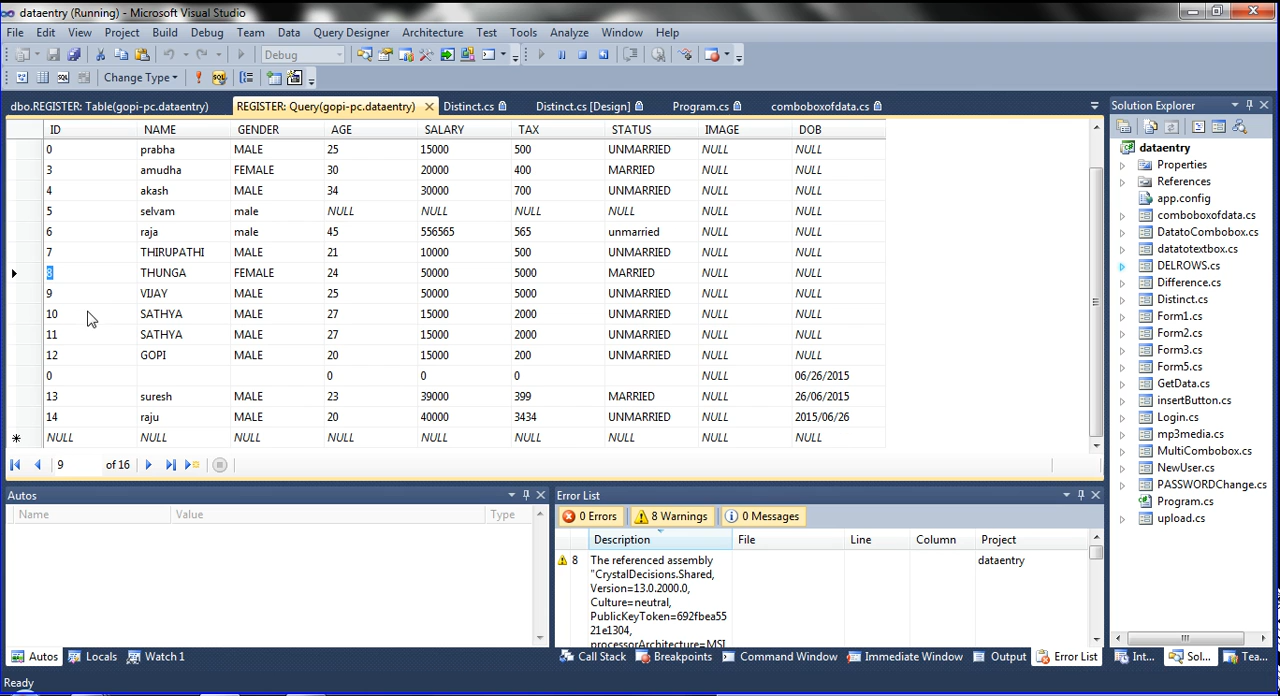 dataentry (Running) - Microsoft Visual Studio
File Edit View Project Build Debug Team Data Query Designer Architecture Test Tools Analyze Window Help
Debug
Change Type
dbo.REGISTER: Table(gopi-pc.dataentry) REGISTER: Query(gopi-pc.dataentry) Distinct.cs Distinct.cs [Design] Program.cs comboboxofdata.cs
ID NAME GENDER AGE SALARY TAX STATUS IMAGE DOB
0 prabha MALE 25 15000 500 UNMARRIED NULL NULL
3 amudha FEMALE 30 20000 400 MARRIED NULL NULL
4 akash MALE 34 30000 700 UNMARRIED NULL NULL
5 selvam male NULL NULL NULL NULL NULL NULL
6 raja male 45 556565 565 unmarried NULL NULL
7 THIRUPATHI MALE 21 10000 500 UNMARRIED NULL NULL
8 THUNGA FEMALE 24 50000 5000 MARRIED NULL NULL
9 VIJAY MALE 25 50000 5000 UNMARRIED NULL NULL
10 SATHYA MALE 27 15000 2000 UNMARRIED NULL NULL
11 SATHYA MALE 27 15000 2000 UNMARRIED NULL NULL
12 GOPI MALE 20 15000 200 UNMARRIED NULL NULL
0 0 0 0 NULL 06/26/2015
13 suresh MALE 23 39000 399 MARRIED NULL 26/06/2015
14 raju MALE 20 40000 3434 UNMARRIED NULL 2015/06/26
NULL NULL NULL NULL NULL NULL NULL NULL NULL
9 of 16
Solution Explorer
dataentry
Properties
References
app.config
comboboxofdata.cs
DatatoCombobox.cs
datatotextbox.cs
DELROWS.cs
Difference.cs
Distinct.cs
Form1.cs
Form2.cs
Form3.cs
Form5.cs
GetData.cs
insertButton.cs
Login.cs
mp3media.cs
MultiCombobox.cs
NewUser.cs
PASSWORDChange.cs
Program.cs
upload.cs
Autos
Name Value Type
Error List
0 Errors 8 Warnings 0 Messages
Description File Line Column Project
8 The referenced assembly dataentry
"CrystalDecisions.Shared,
Version=13.0.2000.0,
Culture=neutral,
PublicKeyToken=692fbea55
21e1304,
processorArchitecture=MSI
Autos Locals Watch 1 Call Stack Breakpoints Command Window Immediate Window Output Error List Int... Sol... Tea...
Ready